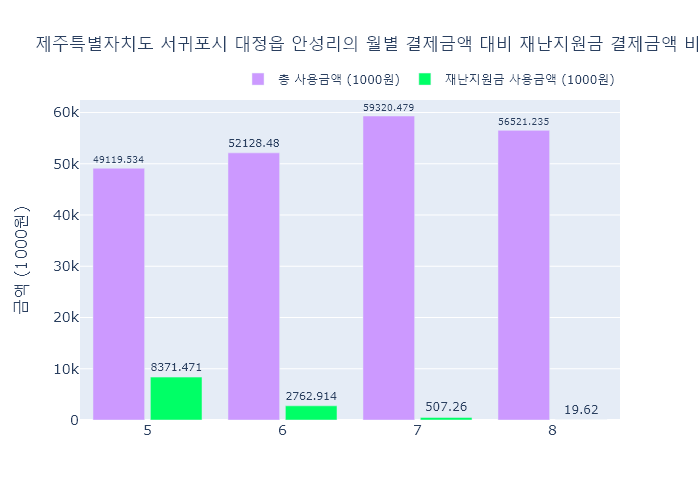 제주특별자치도 서귀포시 대정읍 안성리의 월별 결제금액 대비 재난지원금 결제금액 비
총 사용금액 (1000원)
재난지원금 사용금액 (1000원)
금액 (1000원)
60k
50k
40k
30k
20k
10k
0
49119.534
52128.48
59320.479
56521.235
8371.471
2762.914
507.26
19.62
5
6
7
8